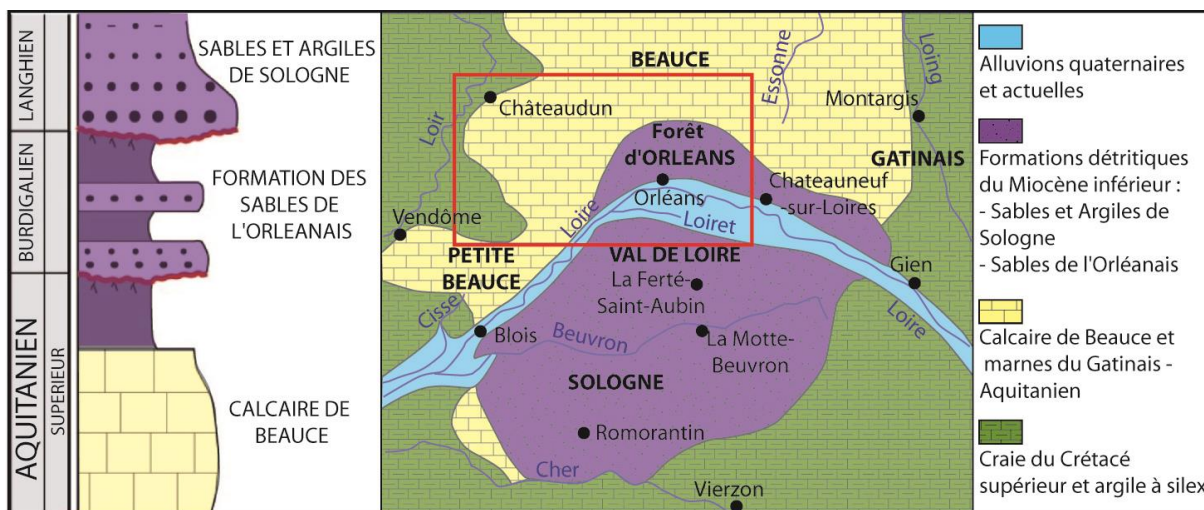 LANGHIEN
BURDIGALIEN
AQUITANIEN
SUPERIEUR
SABLES ET ARGILES
DE SOLOGNE
FORMATION DES
SABLES DE
L'ORLEANAIS
CALCAIRE DE
BEAUCE
BEAUCE
Essonne
Loing
Châteaudun
Montargis
Loir
Forêt
d'ORLEANS
GATINAIS
Orléans
Chateauneuf
-sur-Loires
Vendôme
Loire
Loiret
PETITE
BEAUCE
VAL DE LOIRE
La Ferté-
Saint-Aubin
Gien
Cisse
Loire
Blois
Beuvron
La Motte-
Beuvron
SOLOGNE
Romorantin
Cher
Vierzon
Alluvions quaternaires
et actuelles
Formations détritiques
du Miocène inférieur :
- Sables et Argiles de
Sologne
- Sables de l'Orléanais
Calcaire de Beauce et
marnes du Gatinais -
Aquitanien
Craie du Crétacé
supérieur et argile à silex